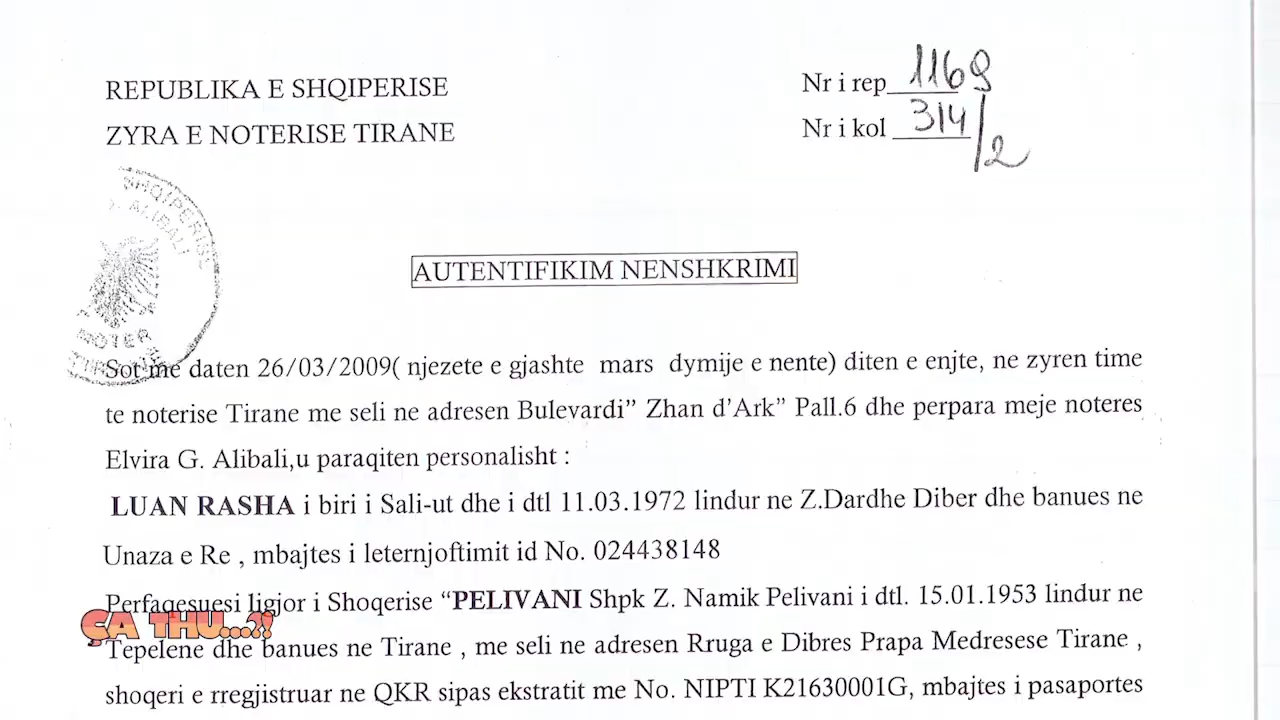 REPUBLIKA E SHQIPERISE
ZYRA E NOTERISE TIRANE
Nr i rep 1169
Nr i kol 314/2
SHQIPERISE
ALIBALI
NOTER
TIRANE
AUTENTIFIKIM NENSHKRIMI
Sot me daten 26/03/2009( njezete e gjashte mars dymije e nente) diten e enjte, ne zyren time
te noterise Tirane me seli ne adresen Bulevardi” Zhan d’Ark” Pall.6 dhe perpara meje noteres
Elvira G. Alibali,u paraqiten personalisht :
LUAN RASHA i biri i Sali-ut dhe i dtl 11.03.1972 lindur ne Z.Dardhe Diber dhe banues ne
Unaza e Re , mbajtes i leternjoftimit id No. 024438148
Perfaqesuesi ligjor i Shoqerise “PELIVANI Shpk Z. Namik Pelivani i dtl. 15.01.1953 lindur ne
ÇA THU...?!
Tepelene dhe banues ne Tirane , me seli ne adresen Rruga e Dibres Prapa Medresese Tirane ,
shoqeri e rregjistruar ne QKR sipas ekstratit me No. NIPTI K21630001G, mbajtes i pasaportes